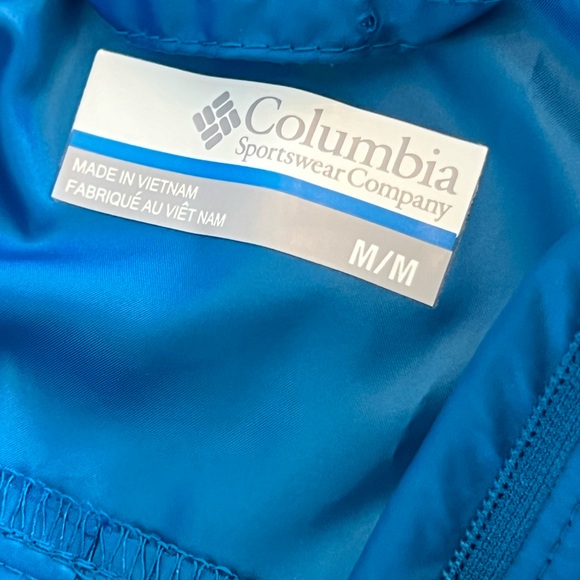 Columbia
Sportswear Company
MADE IN VIETNAM
FABRIQUÉ AU VIÊT NAM
M/M